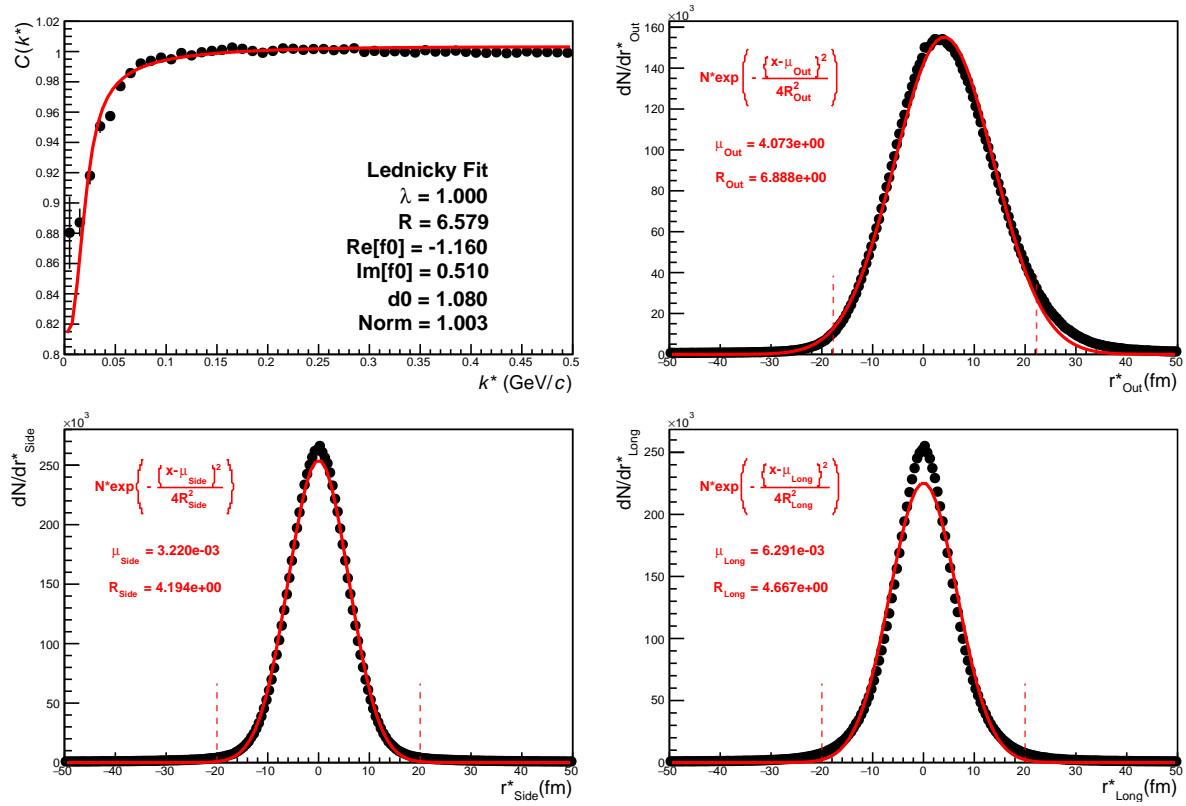 C(k*)
1.02
1
0.98
0.96
0.94
0.92
0.9
0.88
0.86
0.84
0.82
0.8
Lednicky Fit
λ = 1.000
R = 6.579
Re[f0] = -1.160
Im[f0] = 0.510
d0 = 1.080
Norm = 1.003
0 0.05 0.1 0.15 0.2 0.25 0.3 0.35 0.4 0.45 0.5
k* (GeV/c)
×10³
dN/dr*Out
160
140
120
100
80
60
40
20
0
N*exp{ - [x-μOut]² / 4R²Out }
μOut = 4.073e+00
ROut = 6.888e+00
−50 −40 −30 −20 −10 0 10 20 30 40 50
r*Out(fm)
×10³
dN/dr*Side
250
200
150
100
50
0
N*exp{ - [x-μSide]² / 4R²Side }
μSide = 3.220e-03
RSide = 4.194e+00
−50 −40 −30 −20 −10 0 10 20 30 40 50
r*Side(fm)
×10³
dN/dr*Long
250
200
150
100
50
0
N*exp{ - [x-μLong]² / 4R²Long }
μLong = 6.291e-03
RLong = 4.667e+00
−50 −40 −30 −20 −10 0 10 20 30 40 50
r*Long(fm)